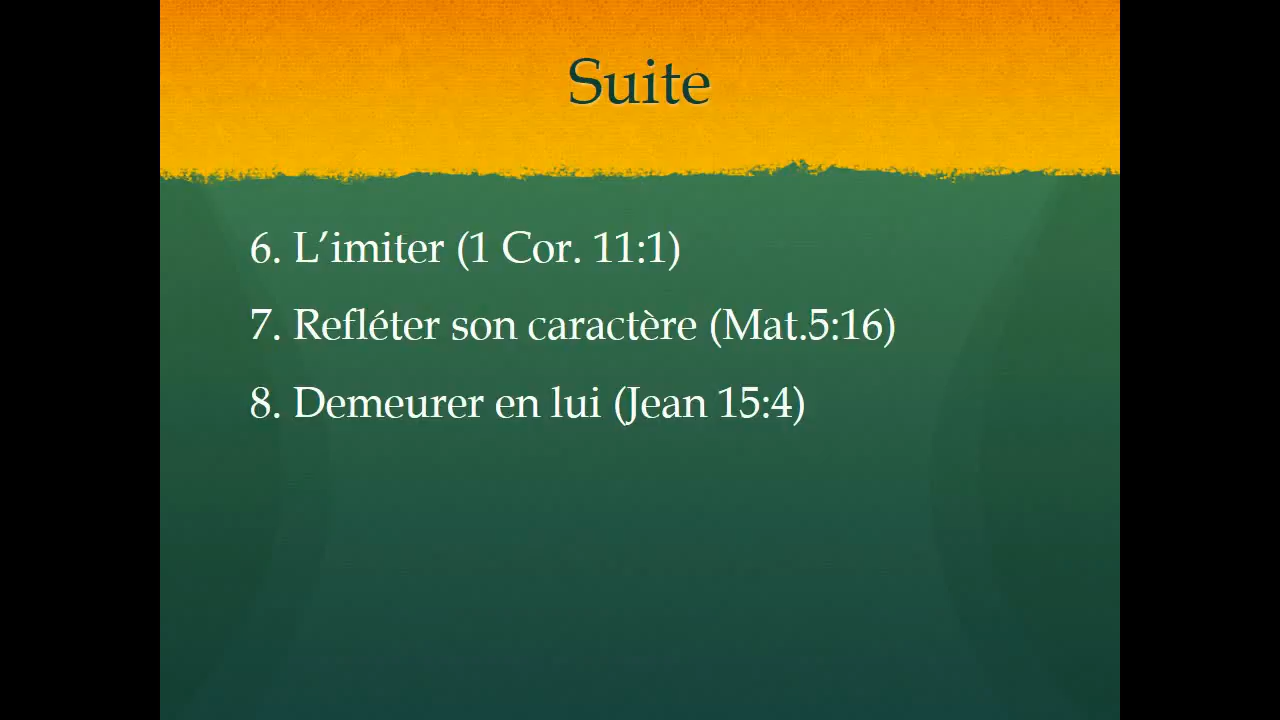 Suite
6. L’imiter (1 Cor. 11:1)
7. Refléter son caractère (Mat.5:16)
8. Demeurer en lui (Jean 15:4)